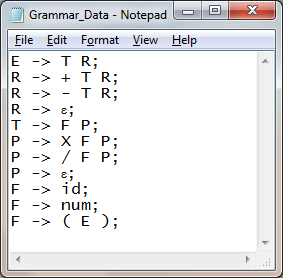 Grammar_Data - Notepad
File Edit Format View Help
E -> T R;
R -> + T R;
R -> - T R;
R -> ε;
T -> F P;
P -> X F P;
P -> / F P;
P -> ε;
F -> id;
F -> num;
F -> ( E );